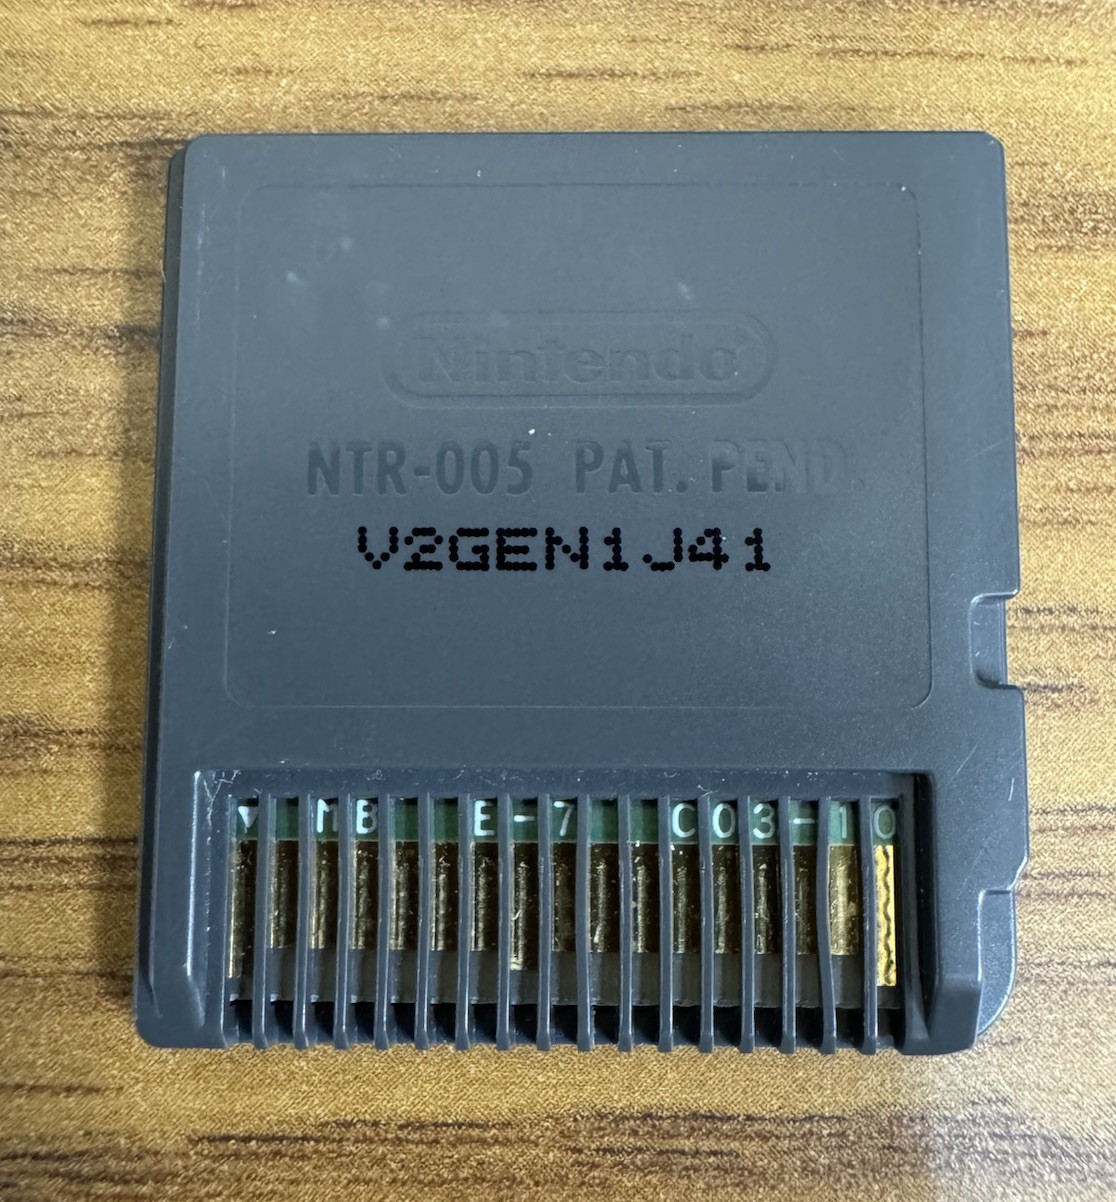 Nintendo
NTR-005 PAT. PEND.
V2GEN1J41
▼ MB E-7 C03-10